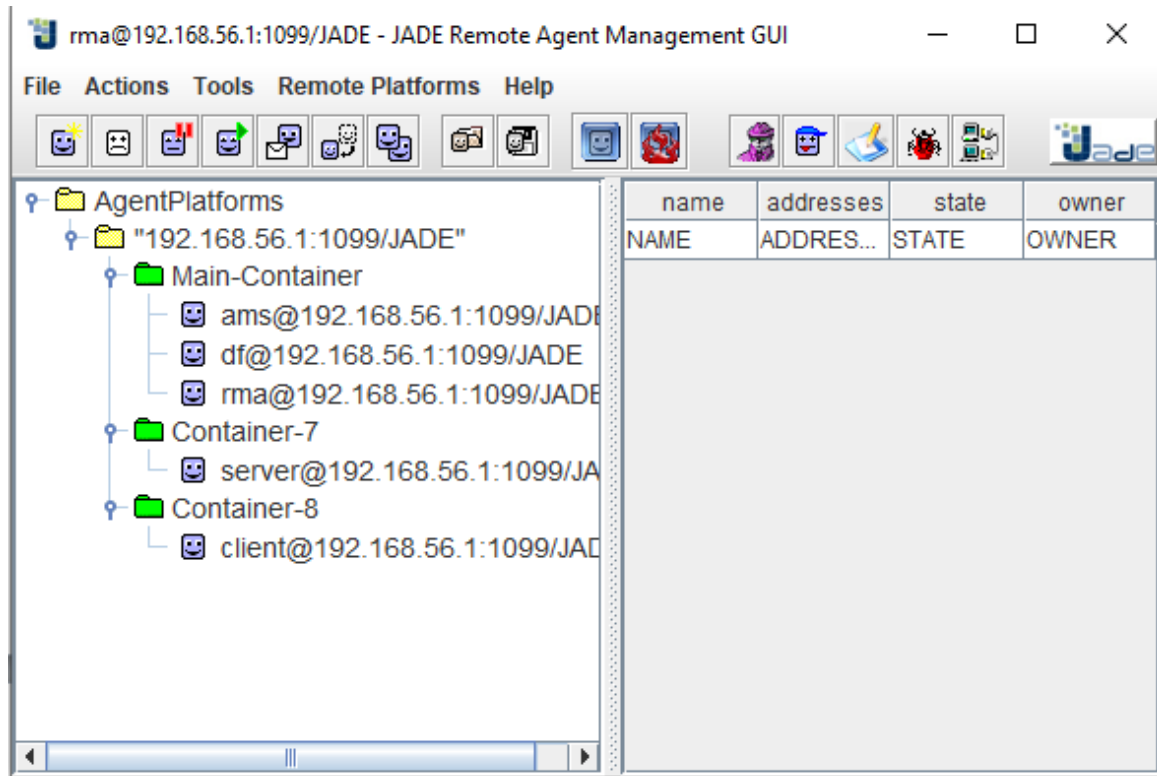 rma@192.168.56.1:1099/JADE - JADE Remote Agent Management GUI
File Actions Tools Remote Platforms Help
Jade
AgentPlatforms
"192.168.56.1:1099/JADE"
Main-Container
ams@192.168.56.1:1099/JADE
df@192.168.56.1:1099/JADE
rma@192.168.56.1:1099/JADE
Container-7
server@192.168.56.1:1099/JA
Container-8
client@192.168.56.1:1099/JAD
name addresses state owner
NAME ADDRES... STATE OWNER